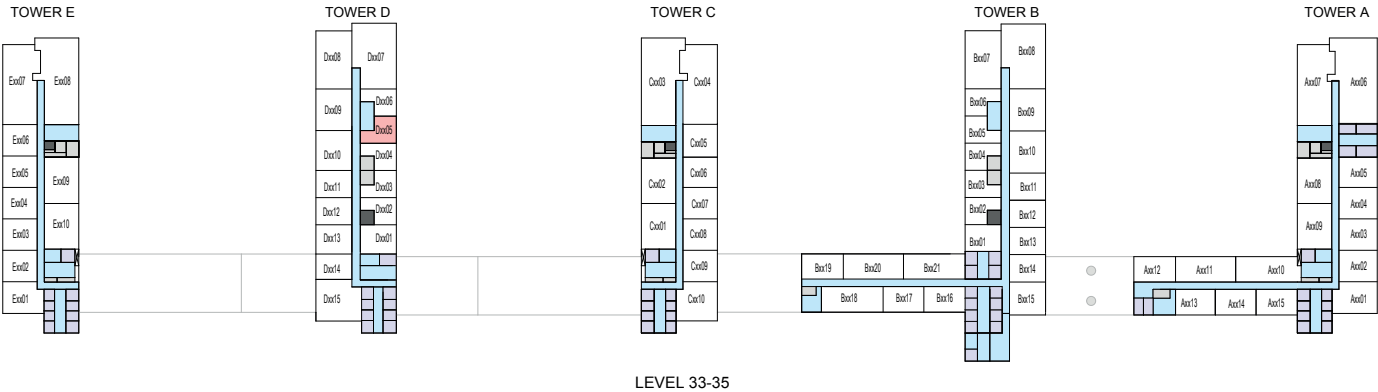 TOWER E
TOWER D
TOWER C
TOWER B
TOWER A
Exx07
Exx08
Exx06
Exx05
Exx09
Exx04
Exx03
Exx10
Exx02
Exx01
Dxx08
Dxx07
Dxx09
Dxx06
Dxx05
Dxx10
Dxx04
Dxx11
Dxx03
Dxx12
Dxx02
Dxx13
Dxx01
Dxx14
Dxx15
Cxx03
Cxx04
Cxx05
Cxx02
Cxx06
Cxx07
Cxx01
Cxx08
Cxx09
Cxx10
Bxx07
Bxx08
Bxx06
Bxx09
Bxx05
Bxx04
Bxx10
Bxx03
Bxx11
Bxx02
Bxx12
Bxx01
Bxx13
Bxx19
Bxx20
Bxx21
Bxx14
Bxx18
Bxx17
Bxx16
Bxx15
Axx07
Axx06
Axx08
Axx05
Axx04
Axx09
Axx03
Axx12
Axx11
Axx10
Axx02
Axx13
Axx14
Axx15
Axx01
LEVEL 33-35